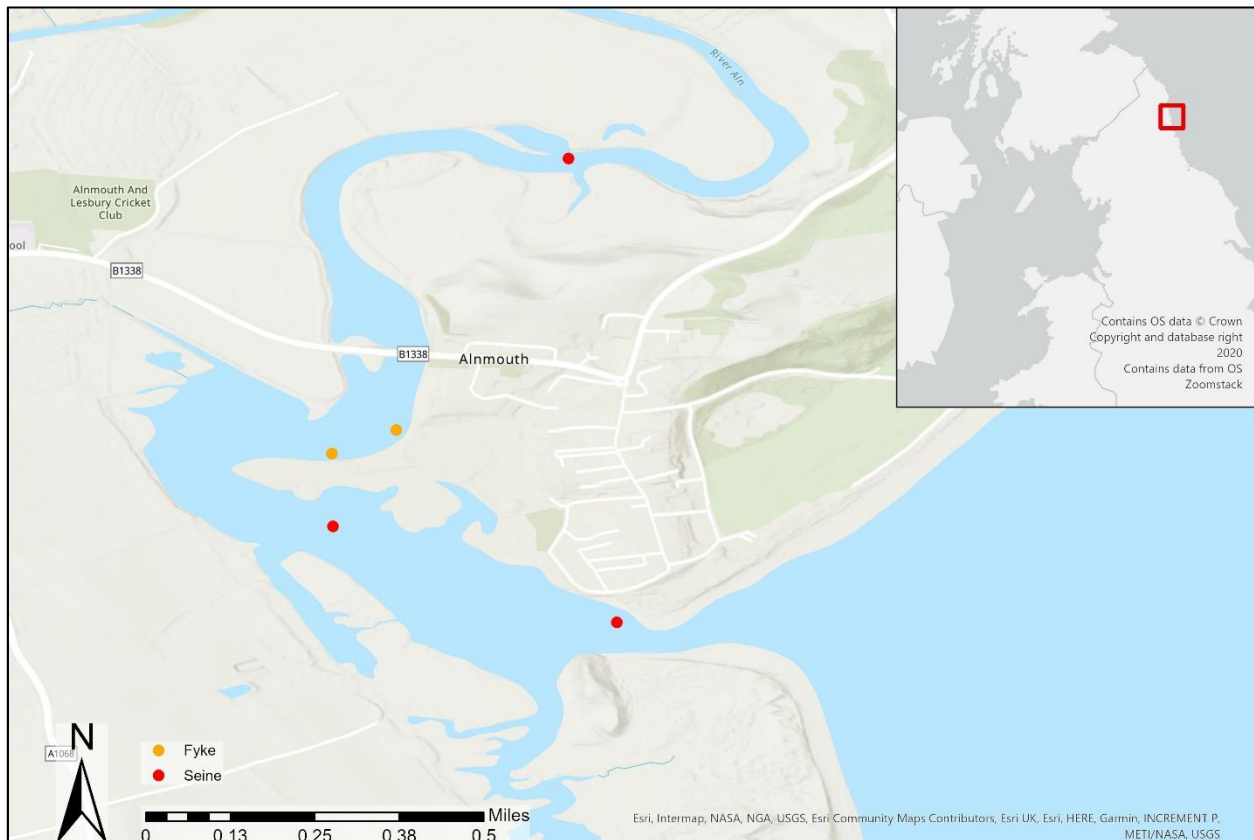 River Aln
Alnmouth And
Lesbury Cricket
Club
ool
B1338
B1338
Alnmouth
Contains OS data © Crown
Copyright and database right
2020
Contains data from OS
Zoomstack
N
A1068
Fyke
Seine
Miles
0 0.13 0.25 0.38 0.5
Esri, Intermap, NASA, NGA, USGS, Esri Community Maps Contributors, Esri UK, Esri, HERE, Garmin, INCREMENT P,
METI/NASA, USGS